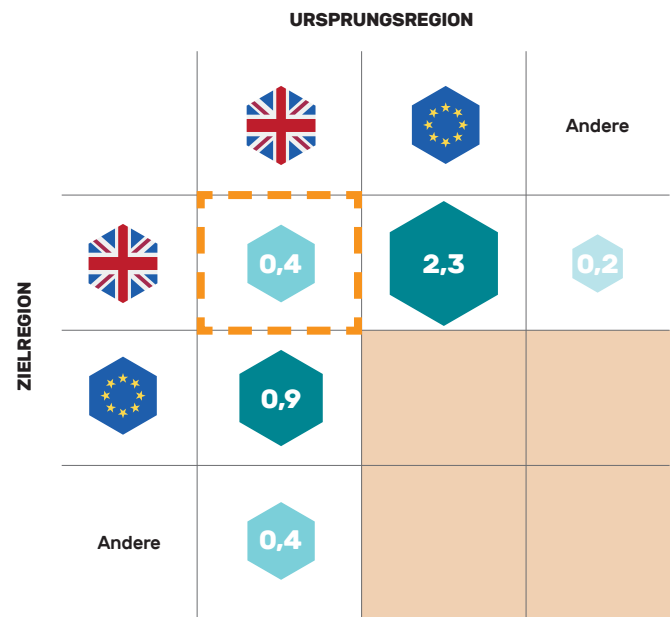 URSPRUNGSREGION
Andere
0,4
2,3
0,2
ZIELREGION
0,9
Andere
0,4